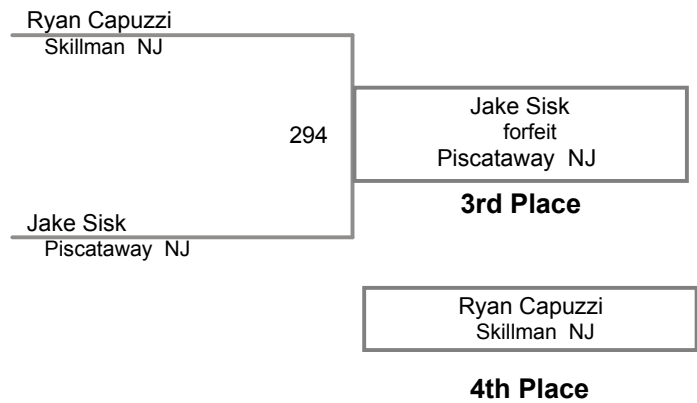 Ryan Capuzzi
Skillman NJ
294
Jake Sisk
forfeit
Piscataway NJ
3rd Place
Jake Sisk
Piscataway NJ
Ryan Capuzzi
Skillman NJ
4th Place